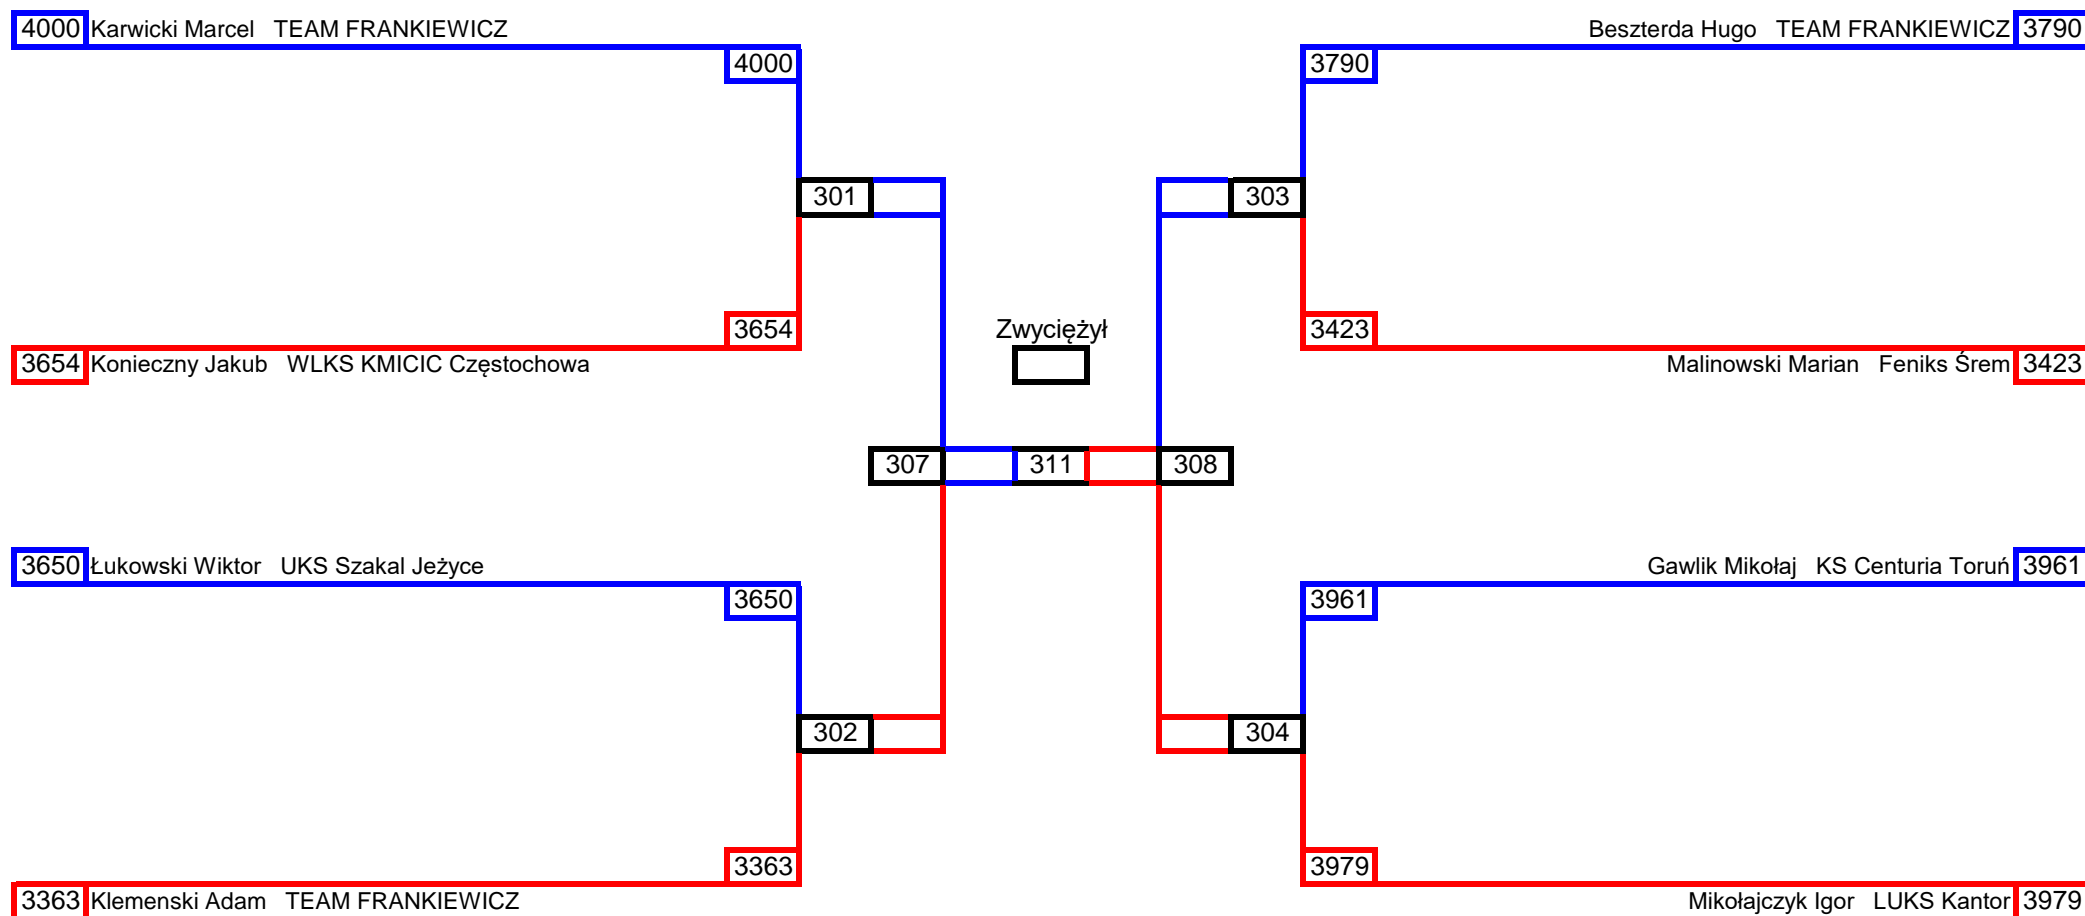 4000 Karwicki Marcel TEAM FRANKIEWICZ
Beszterda Hugo TEAM FRANKIEWICZ 3790
4000
3790
301
303
3654
Zwyciężył
3423
3654 Konieczny Jakub WLKS KMICIC Częstochowa
Malinowski Marian Feniks Śrem 3423
307
311
308
3650 Łukowski Wiktor UKS Szakal Jeżyce
Gawlik Mikołaj KS Centuria Toruń 3961
3650
3961
302
304
3363
3979
3363 Klemenski Adam TEAM FRANKIEWICZ
Mikołajczyk Igor LUKS Kantor 3979